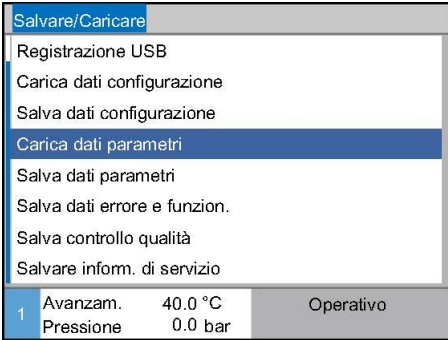 Salvare/Caricare
Registrazione USB
Carica dati configurazione
Salva dati configurazione
Carica dati parametri
Salva dati parametri
Salva dati errore e funzion.
Salva controllo qualità
Salvare inform. di servizio
1 Avanzam. 40.0 °C Operativo
Pressione 0.0 bar